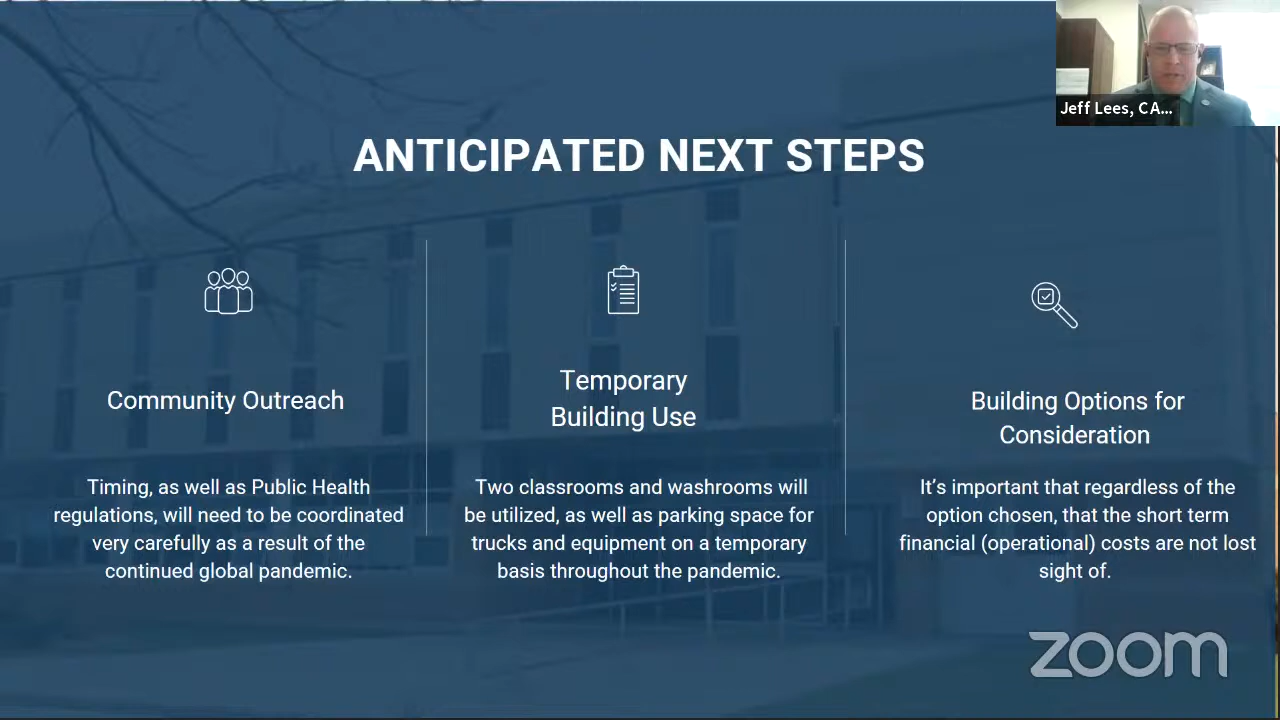 Jeff Lees, CA...
ANTICIPATED NEXT STEPS
Community Outreach
Timing, as well as Public Health
regulations, will need to be coordinated
very carefully as a result of the
continued global pandemic.
Temporary
Building Use
Two classrooms and washrooms will
be utilized, as well as parking space for
trucks and equipment on a temporary
basis throughout the pandemic.
Building Options for
Consideration
It’s important that regardless of the
option chosen, that the short term
financial (operational) costs are not lost
sight of.
zoom